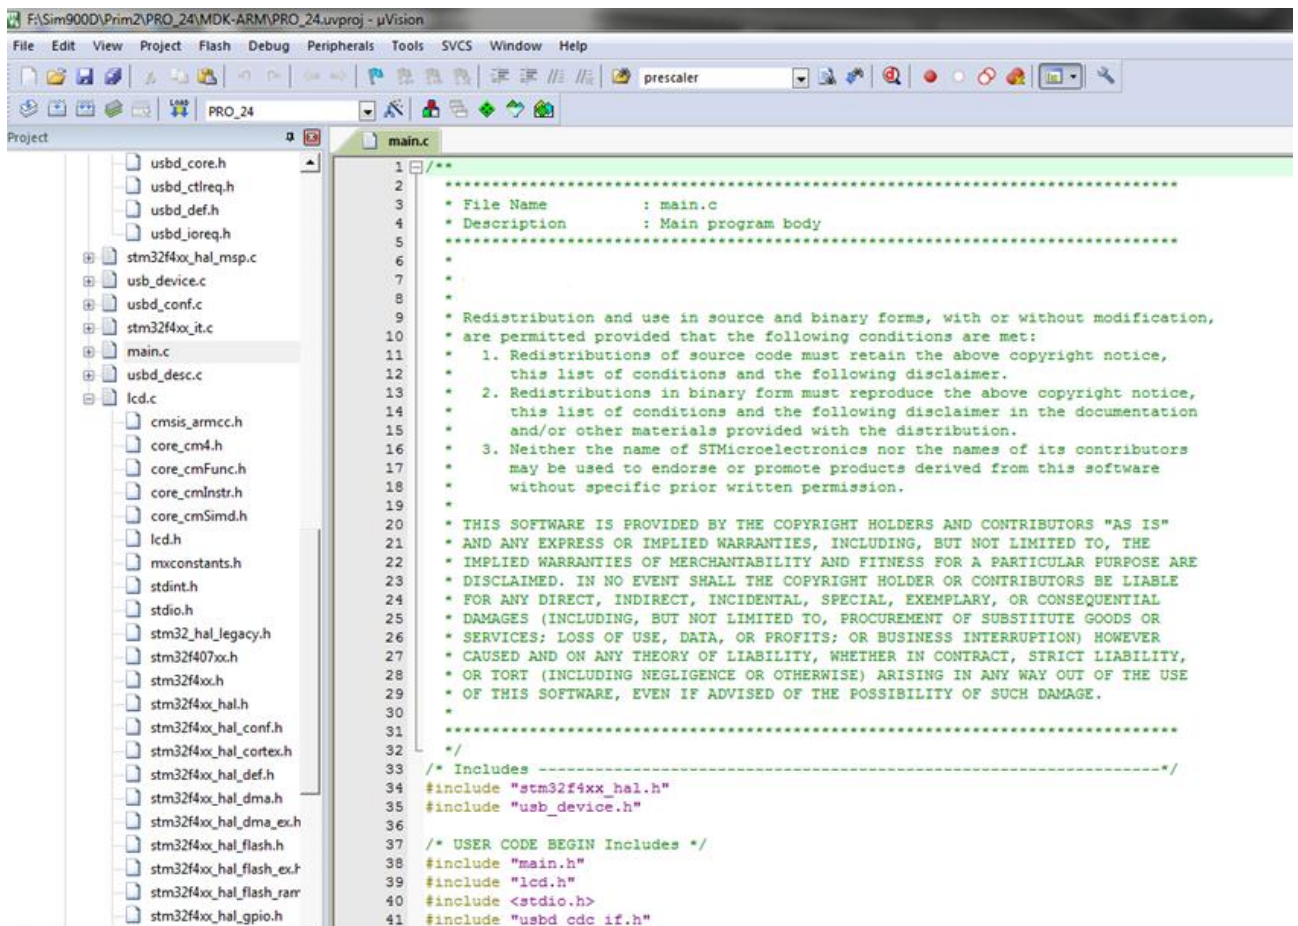 F:\Sim900D\Prim2\PRO_24\MDK-ARM\PRO_24.uvproj - µVision
File Edit View Project Flash Debug Peripherals Tools SVCS Window Help
prescaler
LOAD
PRO_24
Project
main.c
usbd_core.h
usbd_ctlreq.h
usbd_def.h
usbd_ioreq.h
stm32f4xx_hal_msp.c
usb_device.c
usbd_conf.c
stm32f4xx_it.c
main.c
usbd_desc.c
lcd.c
cmsis_armcc.h
core_cm4.h
core_cmFunc.h
core_cmInstr.h
core_cmSimd.h
lcd.h
mxconstants.h
stdint.h
stdio.h
stm32_hal_legacy.h
stm32f407xx.h
stm32f4xx.h
stm32f4xx_hal.h
stm32f4xx_hal_conf.h
stm32f4xx_hal_cortex.h
stm32f4xx_hal_def.h
stm32f4xx_hal_dma.h
stm32f4xx_hal_dma_ex.h
stm32f4xx_hal_flash.h
stm32f4xx_hal_flash_ex.h
stm32f4xx_hal_flash_ram
stm32f4xx_hal_gpio.h
1 /**
2 ******************************************************************************
3 * File Name : main.c
4 * Description : Main program body
5 ******************************************************************************
6 *
7 *
8 *
9 * Redistribution and use in source and binary forms, with or without modification,
10 * are permitted provided that the following conditions are met:
11 * 1. Redistributions of source code must retain the above copyright notice,
12 * this list of conditions and the following disclaimer.
13 * 2. Redistributions in binary form must reproduce the above copyright notice,
14 * this list of conditions and the following disclaimer in the documentation
15 * and/or other materials provided with the distribution.
16 * 3. Neither the name of STMicroelectronics nor the names of its contributors
17 * may be used to endorse or promote products derived from this software
18 * without specific prior written permission.
19 *
20 * THIS SOFTWARE IS PROVIDED BY THE COPYRIGHT HOLDERS AND CONTRIBUTORS "AS IS"
21 * AND ANY EXPRESS OR IMPLIED WARRANTIES, INCLUDING, BUT NOT LIMITED TO, THE
22 * IMPLIED WARRANTIES OF MERCHANTABILITY AND FITNESS FOR A PARTICULAR PURPOSE ARE
23 * DISCLAIMED. IN NO EVENT SHALL THE COPYRIGHT HOLDER OR CONTRIBUTORS BE LIABLE
24 * FOR ANY DIRECT, INDIRECT, INCIDENTAL, SPECIAL, EXEMPLARY, OR CONSEQUENTIAL
25 * DAMAGES (INCLUDING, BUT NOT LIMITED TO, PROCUREMENT OF SUBSTITUTE GOODS OR
26 * SERVICES; LOSS OF USE, DATA, OR PROFITS; OR BUSINESS INTERRUPTION) HOWEVER
27 * CAUSED AND ON ANY THEORY OF LIABILITY, WHETHER IN CONTRACT, STRICT LIABILITY,
28 * OR TORT (INCLUDING NEGLIGENCE OR OTHERWISE) ARISING IN ANY WAY OUT OF THE USE
29 * OF THIS SOFTWARE, EVEN IF ADVISED OF THE POSSIBILITY OF SUCH DAMAGE.
30 *
31 ******************************************************************************
32 */
33 /* Includes ------------------------------------------------------------------*/
34 #include "stm32f4xx_hal.h"
35 #include "usb_device.h"
36
37 /* USER CODE BEGIN Includes */
38 #include "main.h"
39 #include "lcd.h"
40 #include <stdio.h>
41 #include "usbd_cdc_if.h"